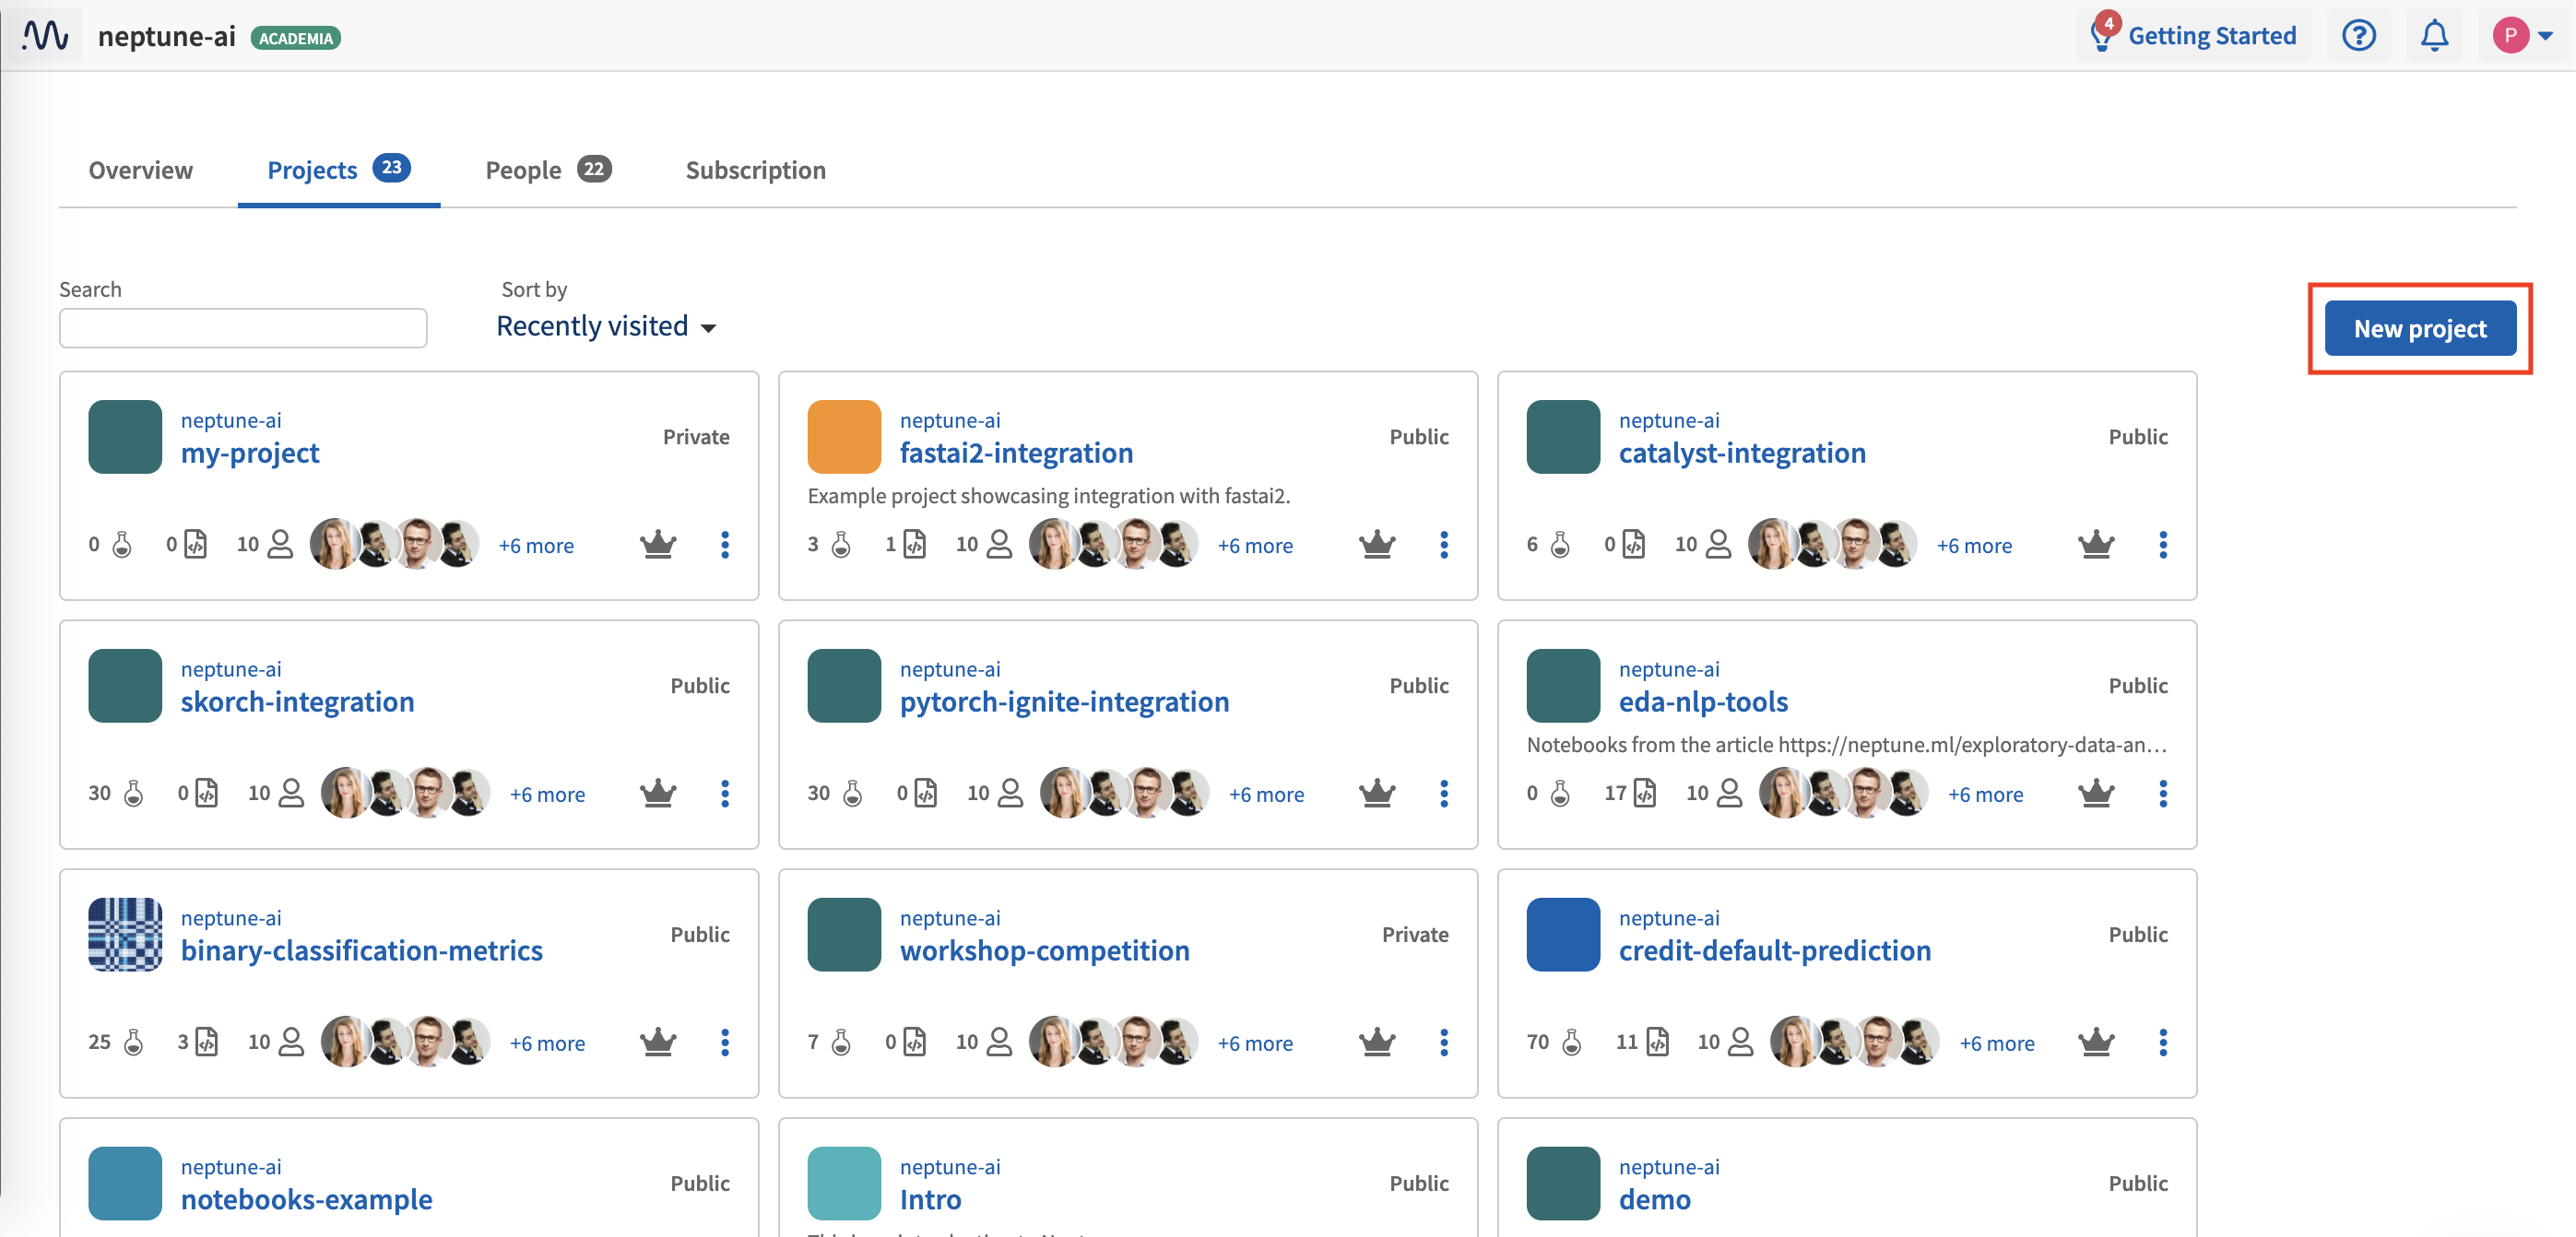 neptune-ai ACADEMIA 4 Getting Started ? P
Overview Projects 23 People 22 Subscription
Search Sort by
Recently visited New project
neptune-ai
my-project Private
0 0 10 +6 more
neptune-ai
fastai2-integration Public
Example project showcasing integration with fastai2.
3 1 10 +6 more
neptune-ai
catalyst-integration Public
6 0 10 +6 more
neptune-ai
skorch-integration Public
30 0 10 +6 more
neptune-ai
pytorch-ignite-integration Public
30 0 10 +6 more
neptune-ai
eda-nlp-tools Public
Notebooks from the article https://neptune.ml/exploratory-data-an...
0 17 10 +6 more
neptune-ai
binary-classification-metrics Public
25 3 10 +6 more
neptune-ai
workshop-competition Private
7 0 10 +6 more
neptune-ai
credit-default-prediction Public
70 11 10 +6 more
neptune-ai
notebooks-example Public
neptune-ai
Intro Public
neptune-ai
demo Public